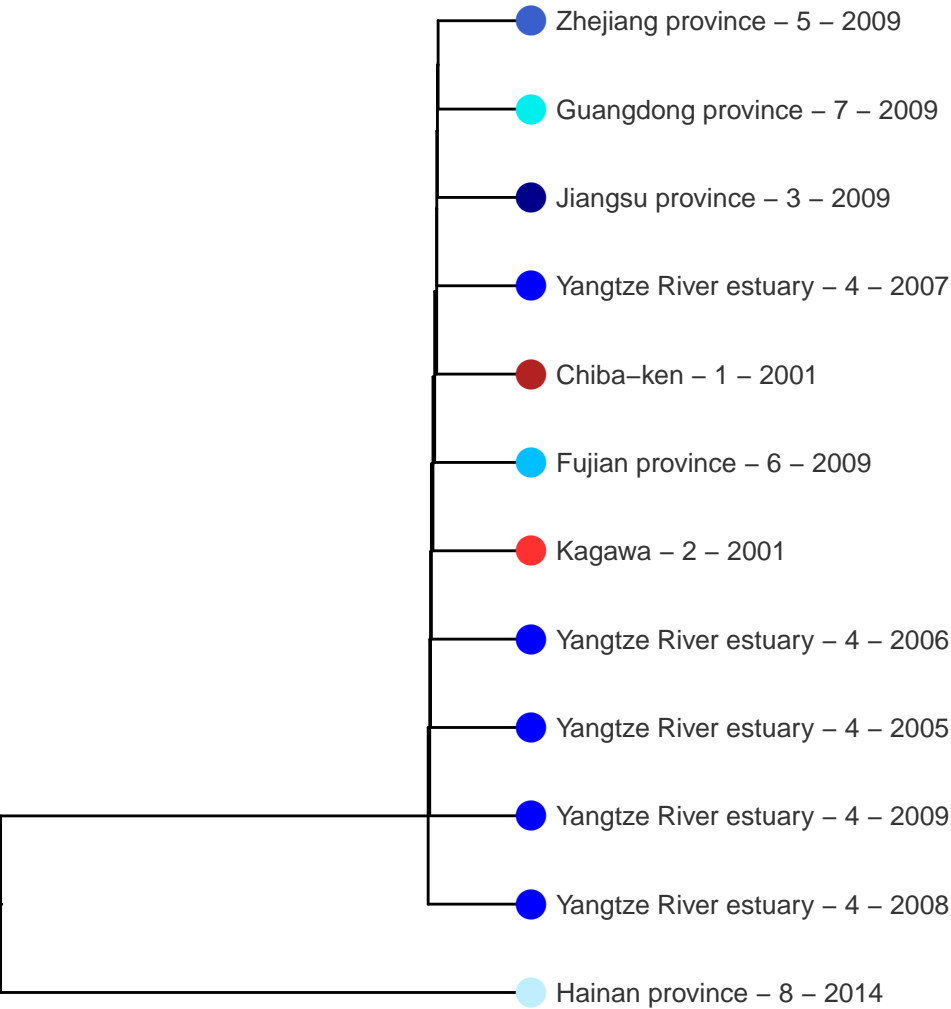 Zhejiang province – 5 – 2009
Guangdong province – 7 – 2009
Jiangsu province – 3 – 2009
Yangtze River estuary – 4 – 2007
Chiba–ken – 1 – 2001
Fujian province – 6 – 2009
Kagawa – 2 – 2001
Yangtze River estuary – 4 – 2006
Yangtze River estuary – 4 – 2005
Yangtze River estuary – 4 – 2009
Yangtze River estuary – 4 – 2008
Hainan province – 8 – 2014